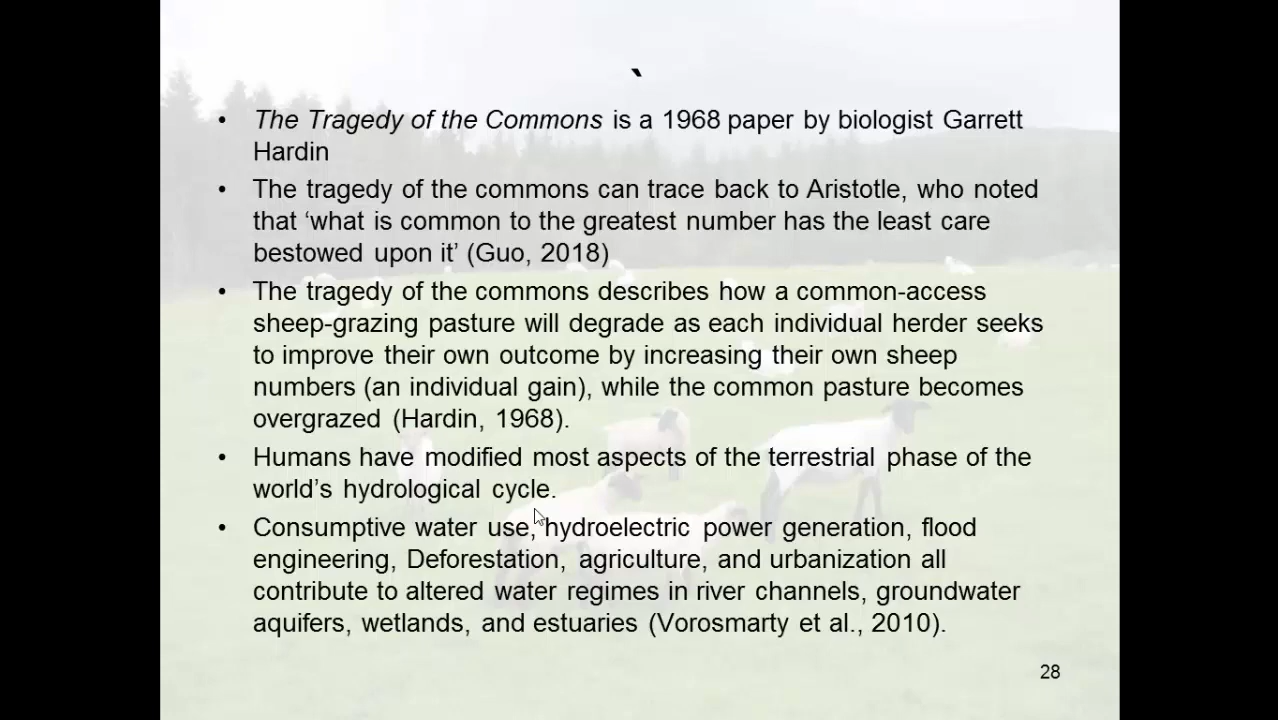 `
• The Tragedy of the Commons is a 1968 paper by biologist Garrett
Hardin
• The tragedy of the commons can trace back to Aristotle, who noted
that ‘what is common to the greatest number has the least care
bestowed upon it’ (Guo, 2018)
• The tragedy of the commons describes how a common-access
sheep-grazing pasture will degrade as each individual herder seeks
to improve their own outcome by increasing their own sheep
numbers (an individual gain), while the common pasture becomes
overgrazed (Hardin, 1968).
• Humans have modified most aspects of the terrestrial phase of the
world’s hydrological cycle.
• Consumptive water use, hydroelectric power generation, flood
engineering, Deforestation, agriculture, and urbanization all
contribute to altered water regimes in river channels, groundwater
aquifers, wetlands, and estuaries (Vorosmarty et al., 2010).
28